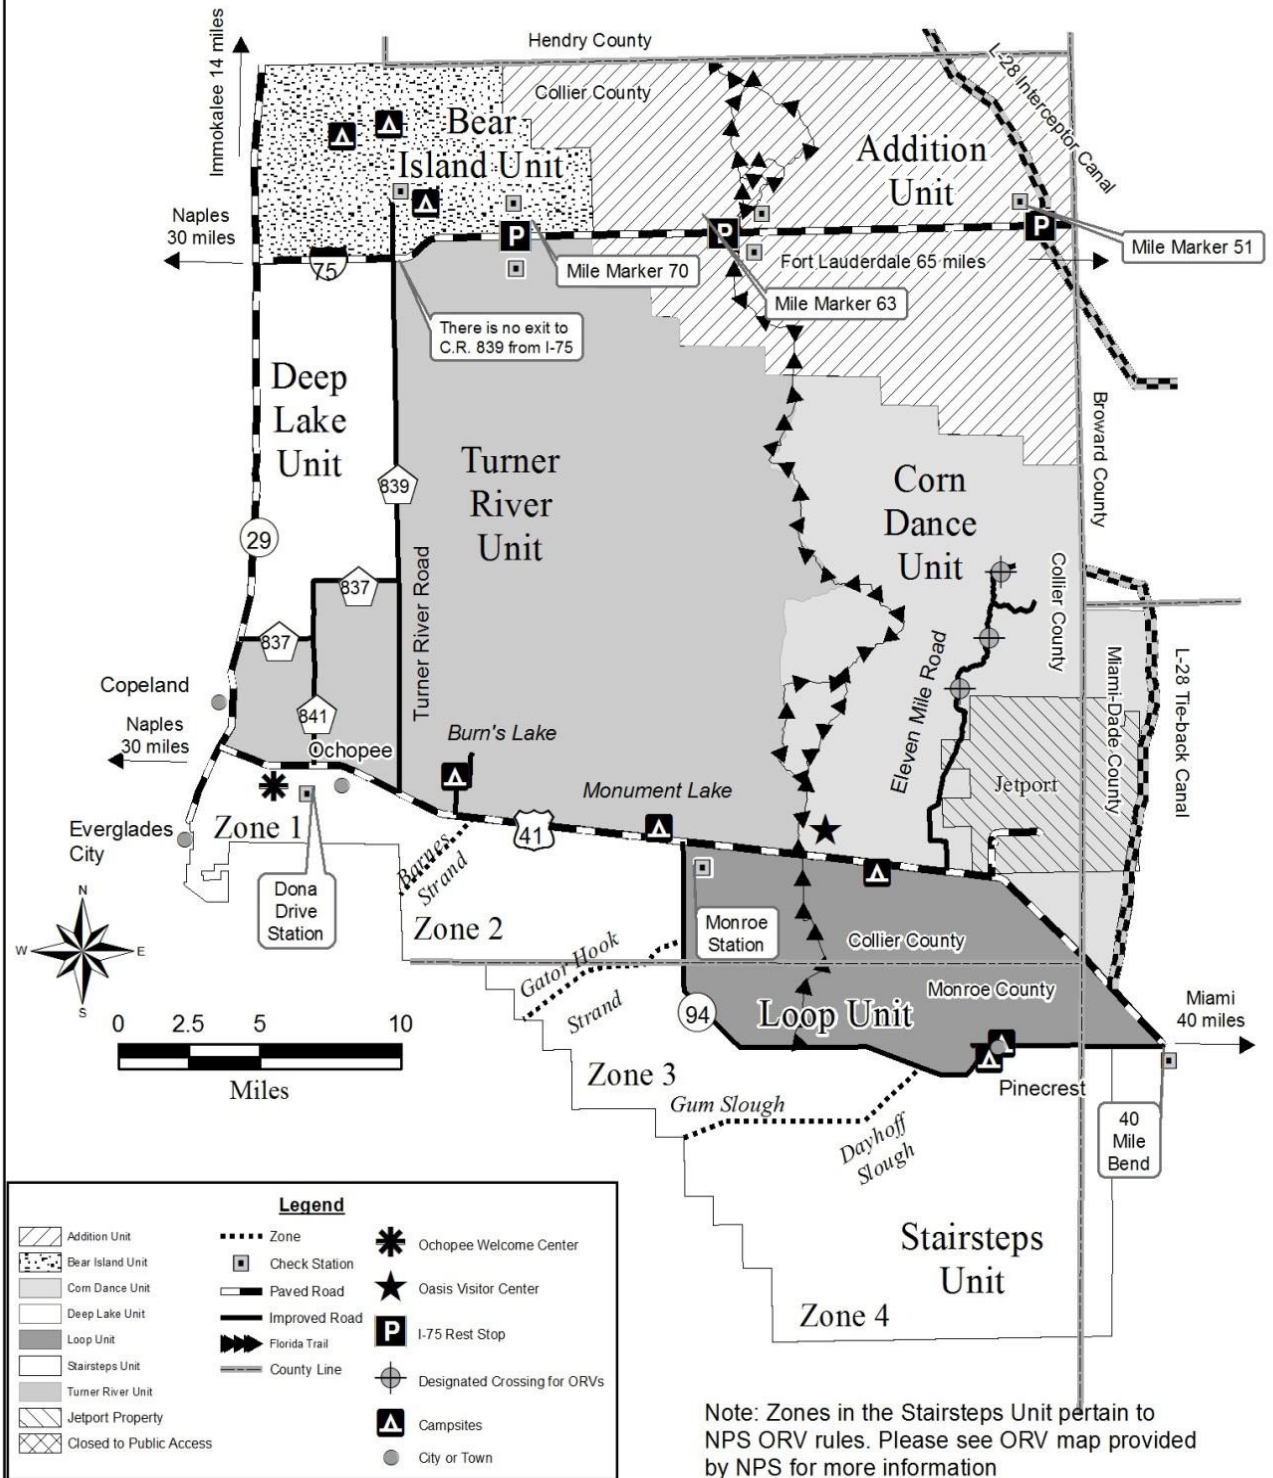 Immokalee 14 miles
Hendry County
Collier County
L-28 Interceptor Canal
Bear
Island Unit
Addition
Unit
Naples
30 miles
P
P
P
75
Mile Marker 70
Mile Marker 63
Fort Lauderdale 65 miles
Mile Marker 51
There is no exit to
C.R. 839 from I-75
Deep
Lake
Unit
Turner
River
Unit
Corn
Dance
Unit
Broward County
Collier County
839
29
837
837
841
Turner River Road
Eleven Mile Road
Miami-Dade County
L-28 Tie-back Canal
Copeland
Naples
30 miles
Ochopee
Burn's Lake
Monument Lake
Jetport
Everglades
City
Zone 1
41
Barnes
Strand
Dona
Drive
Station
Zone 2
Monroe
Station
Collier County
Monroe County
Gator Hook
Strand
94
Loop Unit
Miami
40 miles
N
W
E
S
0 2.5 5 10
Miles
Zone 3
Gum Slough
Dayhoff
Slough
Pinecrest
40
Mile
Bend
Stairsteps
Unit
Zone 4
Legend
Addition Unit
Bear Island Unit
Corn Dance Unit
Deep Lake Unit
Loop Unit
Stairsteps Unit
Turner River Unit
Jetport Property
Closed to Public Access
Zone
Check Station
Paved Road
Improved Road
Florida Trail
County Line
Ochopee Welcome Center
Oasis Visitor Center
P
I-75 Rest Stop
Designated Crossing for ORVs
Campsites
City or Town
Note: Zones in the Stairsteps Unit pertain to
NPS ORV rules. Please see ORV map provided
by NPS for more information